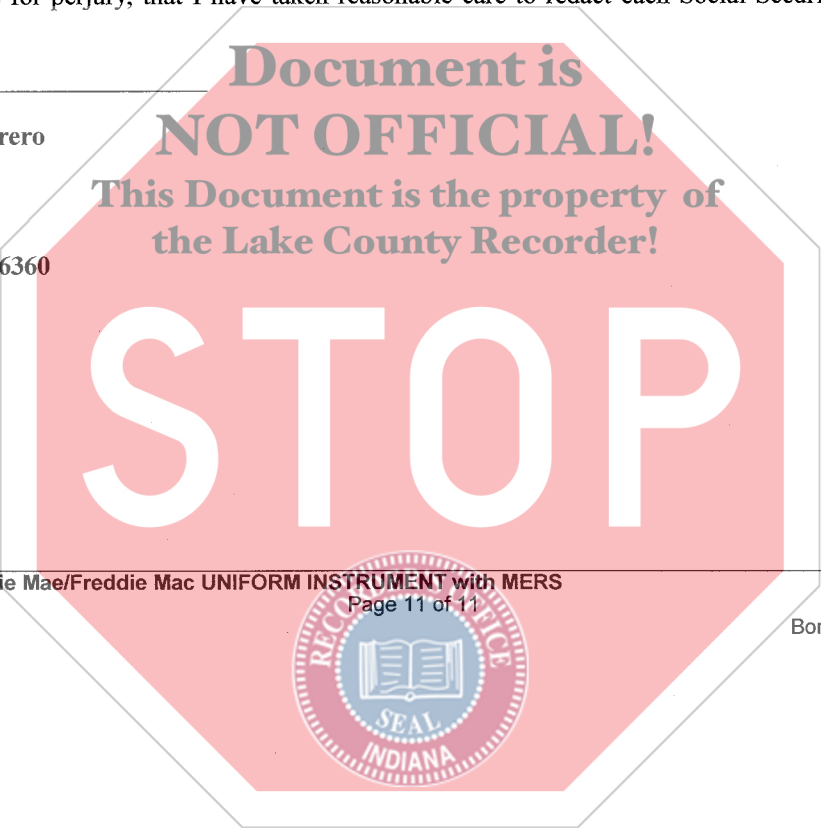 for perjury, that I have taken reasonable care to redact each Social Securi
Document is
NOT OFFICIAL!
rero
This Document is the property of
the Lake County Recorder!
6360
STOP
ie Mae/Freddie Mac UNIFORM INSTRUMENT with MERS
Page 11 of 11
Bor
RECORDER'S OFFICE
SEAL
INDIANA